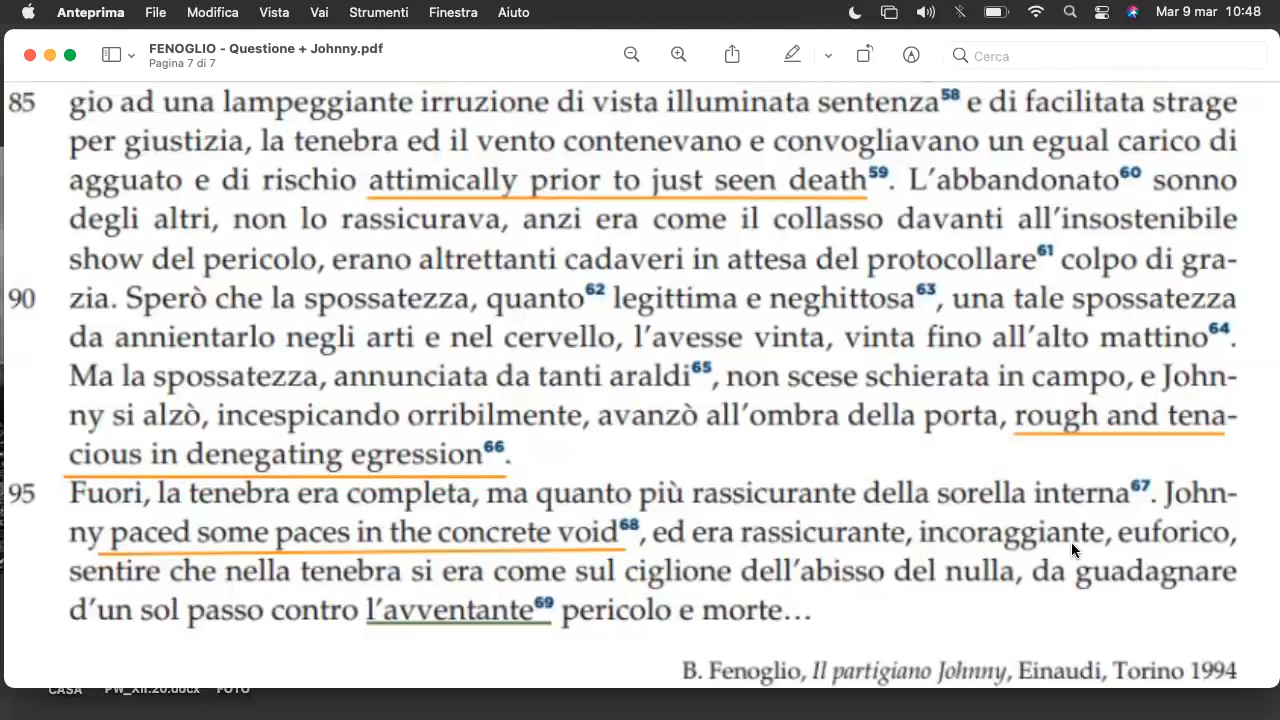 Anteprima File Modifica Vista Vai Strumenti Finestra Aiuto Mar 9 mar 10:48
FENOGLIO - Questione + Johnny.pdf
Pagina 7 di 7
Cerca
85 gio ad una lampeggiante irruzione di vista illuminata sentenza58 e di facilitata strage
per giustizia, la tenebra ed il vento contenevano e convogliavano un egual carico di
agguato e di rischio attimically prior to just seen death59. L'abbandonato60 sonno
degli altri, non lo rassicurava, anzi era come il collasso davanti all'insostenibile
show del pericolo, erano altrettanti cadaveri in attesa del protocollare61 colpo di gra-
90 zia. Sperò che la spossatezza, quanto62 legittima e neghittosa63, una tale spossatezza
da annientarlo negli arti e nel cervello, l'avesse vinta, vinta fino all'alto mattino64.
Ma la spossatezza, annunciata da tanti araldi65, non scese schierata in campo, e John-
ny si alzò, incespicando orribilmente, avanzò all'ombra della porta, rough and tena-
cious in denegating egression66.
95 Fuori, la tenebra era completa, ma quanto più rassicurante della sorella interna67. John-
ny paced some paces in the concrete void68, ed era rassicurante, incoraggiante, euforico,
sentire che nella tenebra si era come sul ciglione dell'abisso del nulla, da guadagnare
d'un sol passo contro l'avventante69 pericolo e morte...
B. Fenoglio, Il partigiano Johnny, Einaudi, Torino 1994
CASA PW_XII.20.docx FOTO